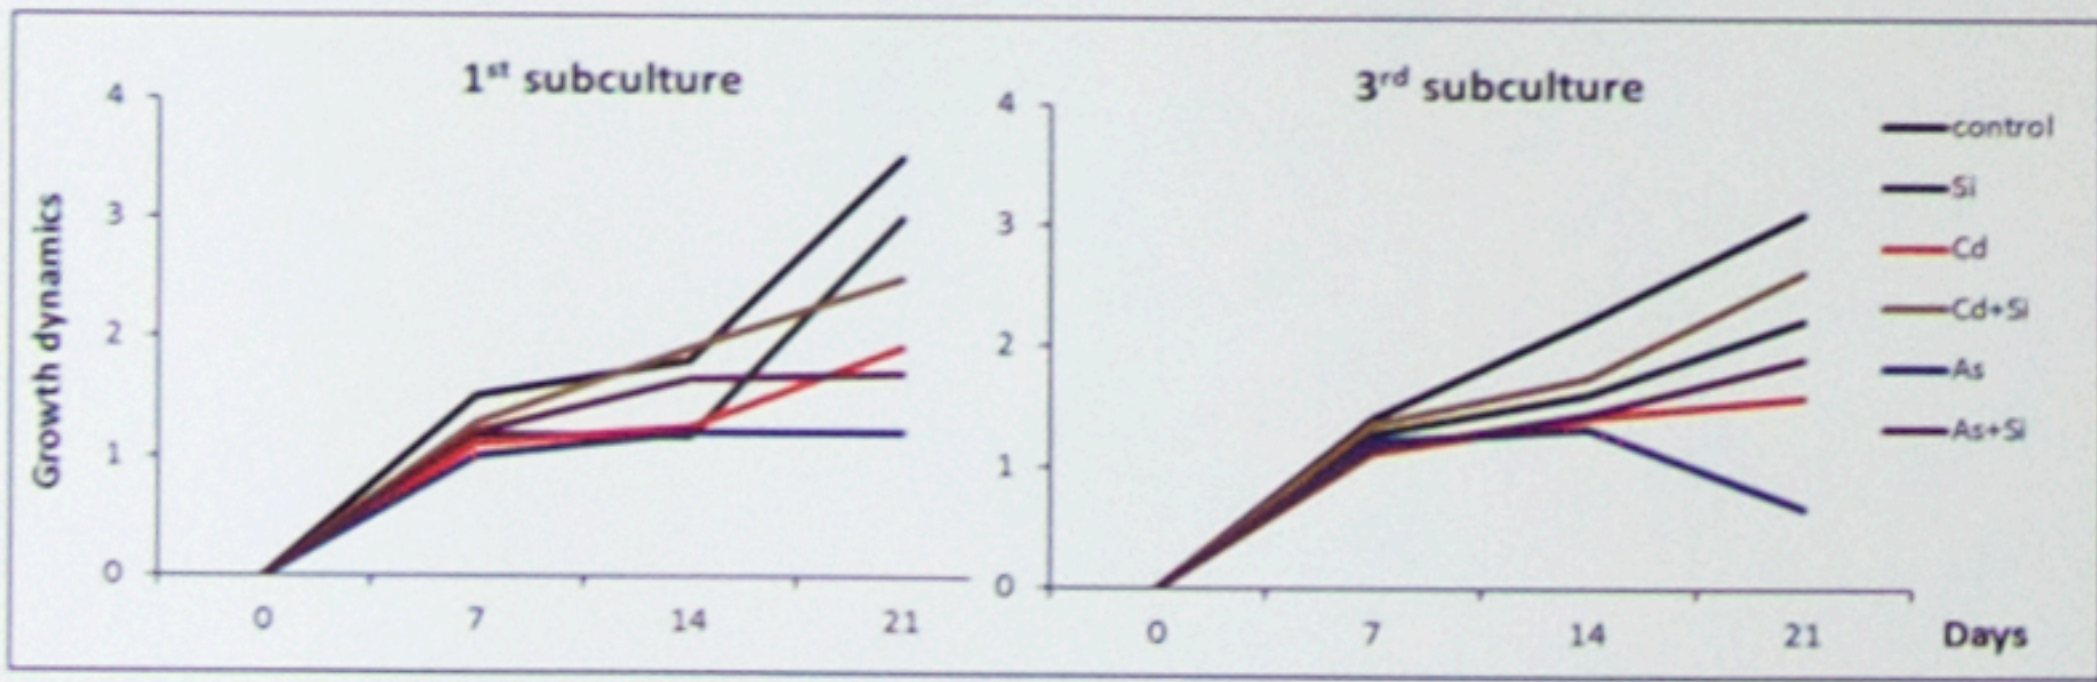 1st subculture
Growth dynamics
4
3
2
1
0
0 7 14 21
3rd subculture
4
3
2
1
0
0 7 14 21 Days
control
Si
Cd
Cd+Si
As
As+Si